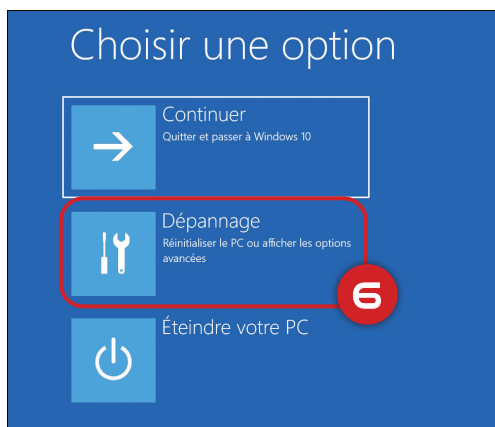 Choisir une option
Continuer
Quitter et passer à Windows 10
Dépannage
Réinitialiser le PC ou afficher les options
avancées
6
Éteindre votre PC